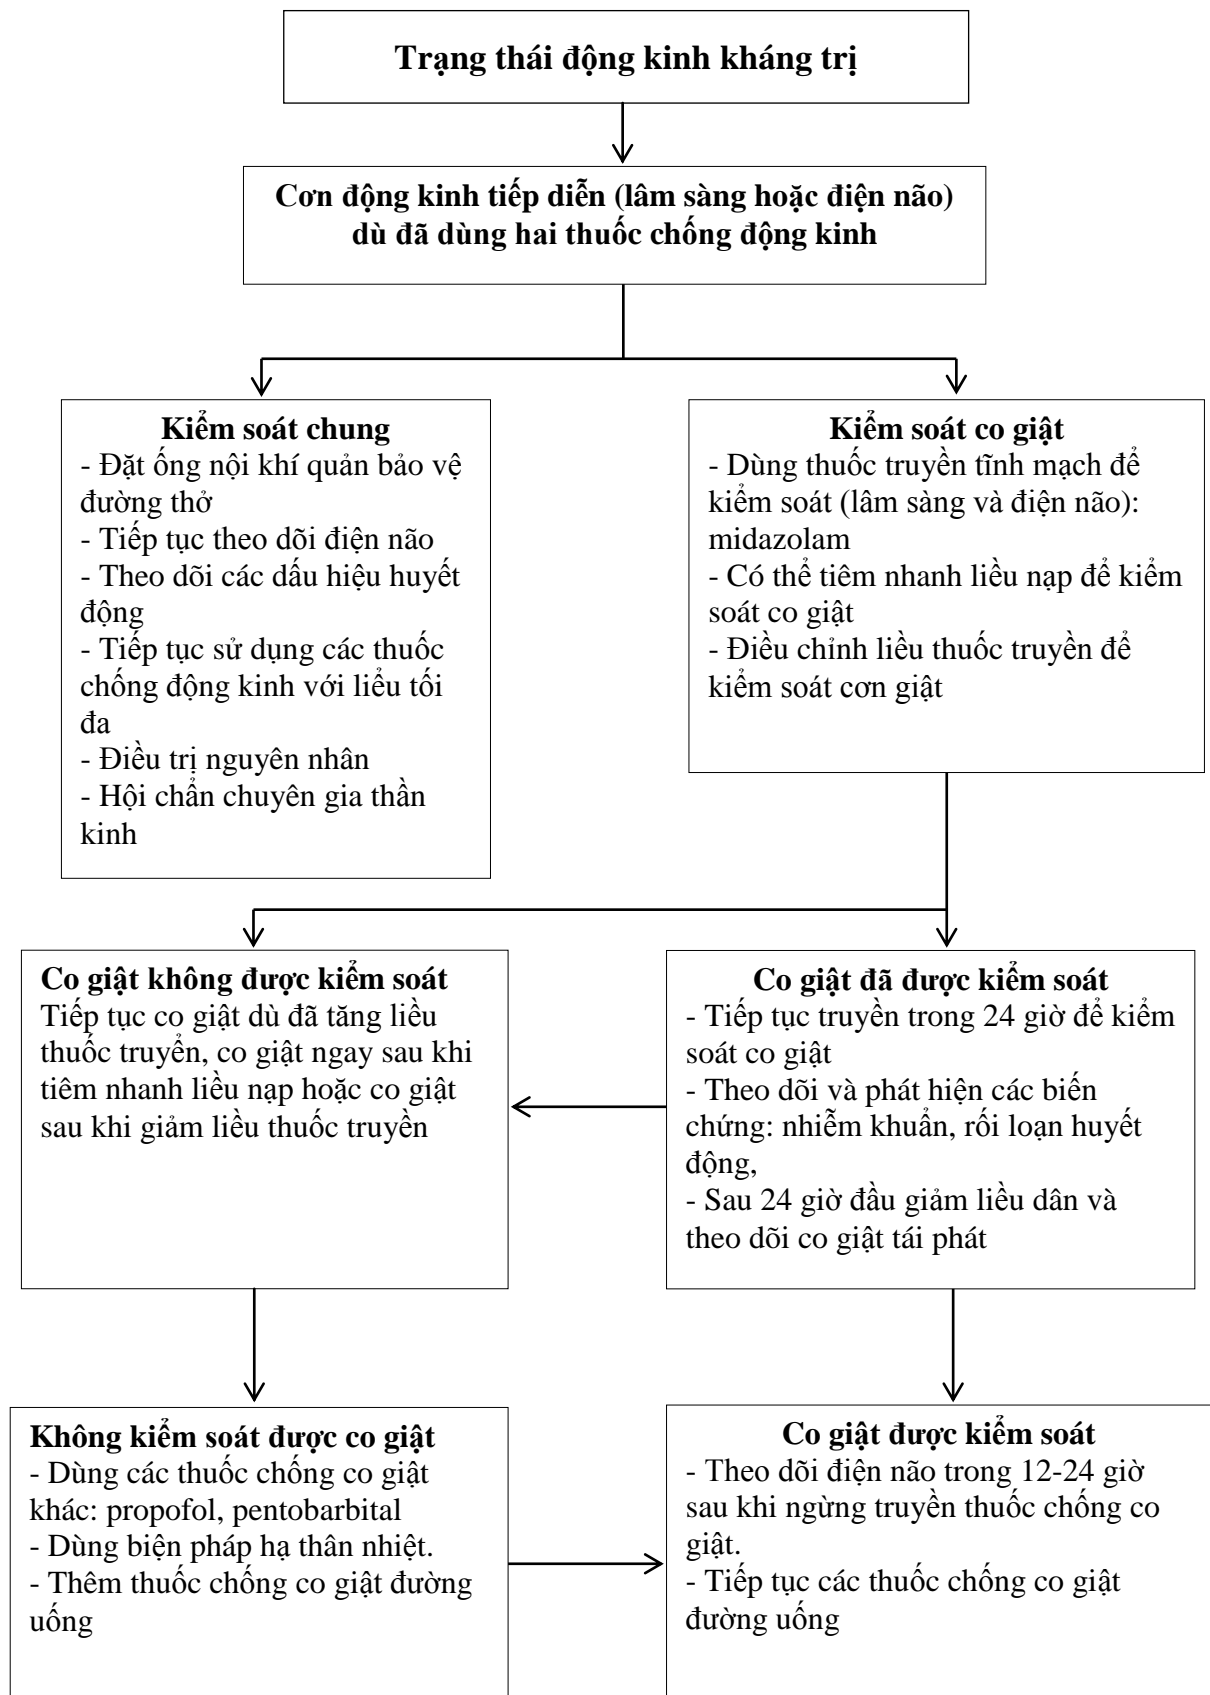 Trạng thái động kinh kháng trị
Cơn động kinh tiếp diễn (lâm sàng hoặc điện não)
dù đã dùng hai thuốc chống động kinh
Kiểm soát chung
- Đặt ống nội khí quản bảo vệ
đường thở
- Tiếp tục theo dõi điện não
- Theo dõi các dấu hiệu huyết
động
- Tiếp tục sử dụng các thuốc
chống động kinh với liểu tối
đa
- Điều trị nguyên nhân
- Hội chẩn chuyên gia thần
kinh
Kiểm soát co giật
- Dùng thuốc truyền tĩnh mạch để
kiểm soát (lâm sàng và điện não):
midazolam
- Có thể tiêm nhanh liều nạp để kiểm
soát co giật
- Điều chỉnh liều thuốc truyền để
kiểm soát cơn giật
Co giật không được kiểm soát
Tiếp tục co giật dù đã tăng liều
thuốc truyển, co giật ngay sau khi
tiêm nhanh liều nạp hoặc co giật
sau khi giảm liều thuốc truyền
Co giật đã được kiểm soát
- Tiếp tục truyền trong 24 giờ để kiểm
soát co giật
- Theo dõi và phát hiện các biến
chứng: nhiễm khuẩn, rối loạn huyết
động,
- Sau 24 giờ đầu giảm liều dân và
theo dõi co giật tái phát
Không kiểm soát được co giật
- Dùng các thuốc chống co giật
khác: propofol, pentobarbital
- Dùng biện pháp hạ thân nhiệt.
- Thêm thuốc chống co giật đường
uống
Co giật được kiểm soát
- Theo dõi điện não trong 12-24 giờ
sau khi ngừng truyền thuốc chống co
giật.
- Tiếp tục các thuốc chống co giật
đường uống